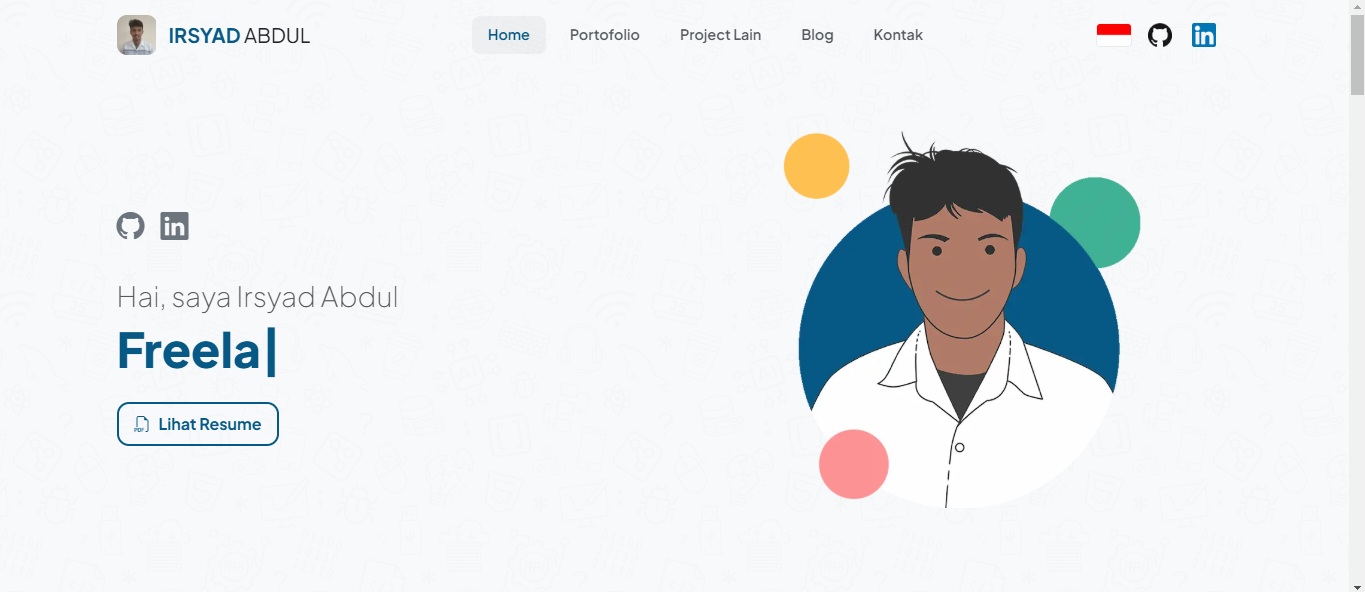 IRSYAD ABDUL
Home
Portofolio
Project Lain
Blog
Kontak
Hai, saya Irsyad Abdul
Freela
Lihat Resume